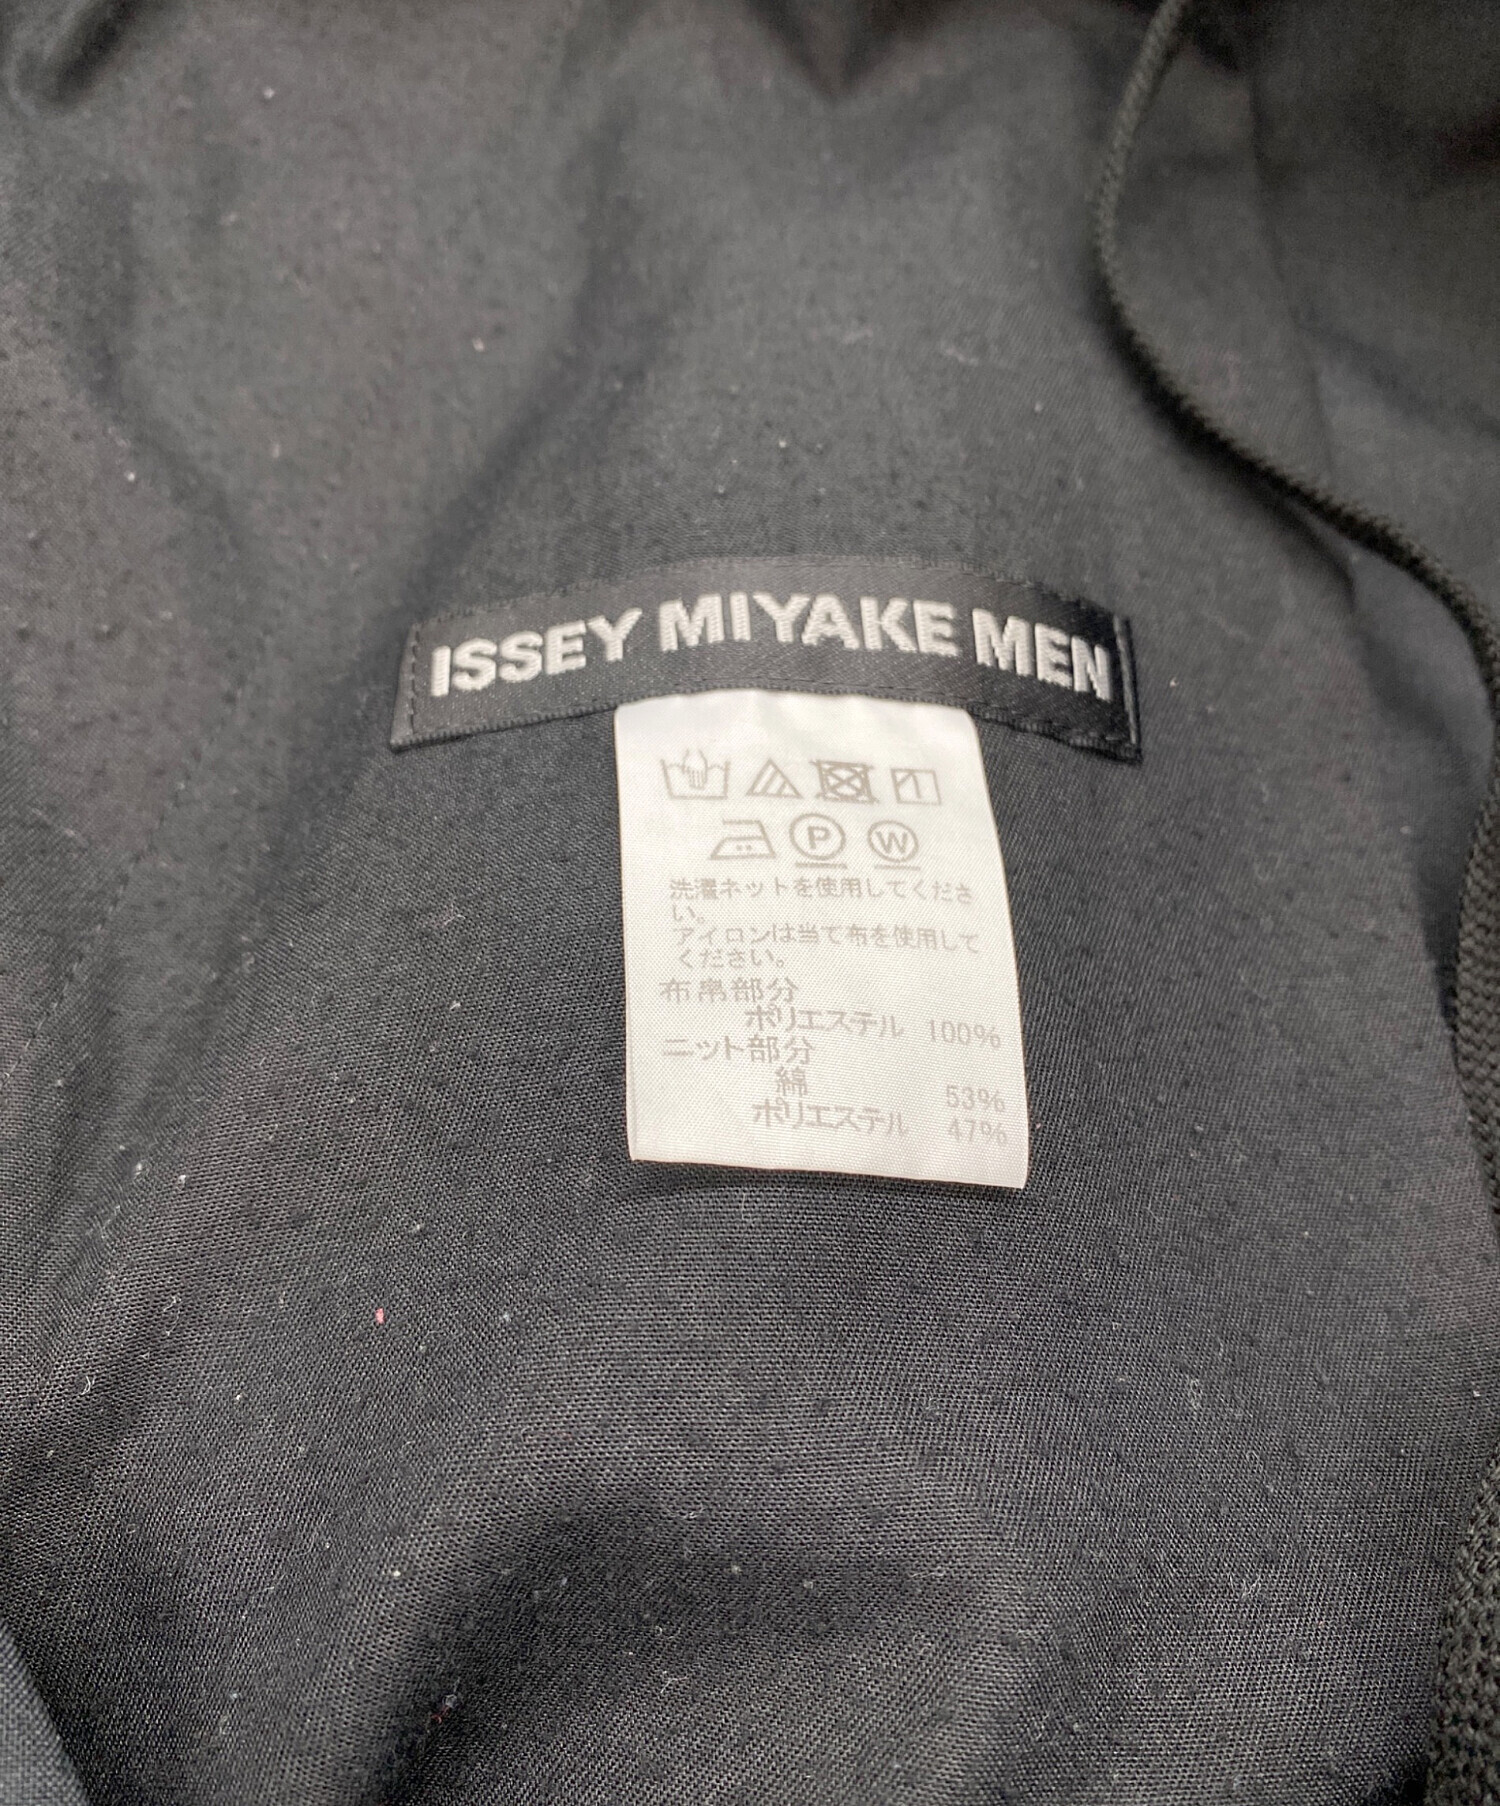 ISSEY MIYAKE MEN
P W
洗濯ネットを使用してくださ
い。
アイロンは当て布を使用して
ください。
布帛部分
ポリエステル 100%
ニット部分
綿 53%
ポリエステル 47%